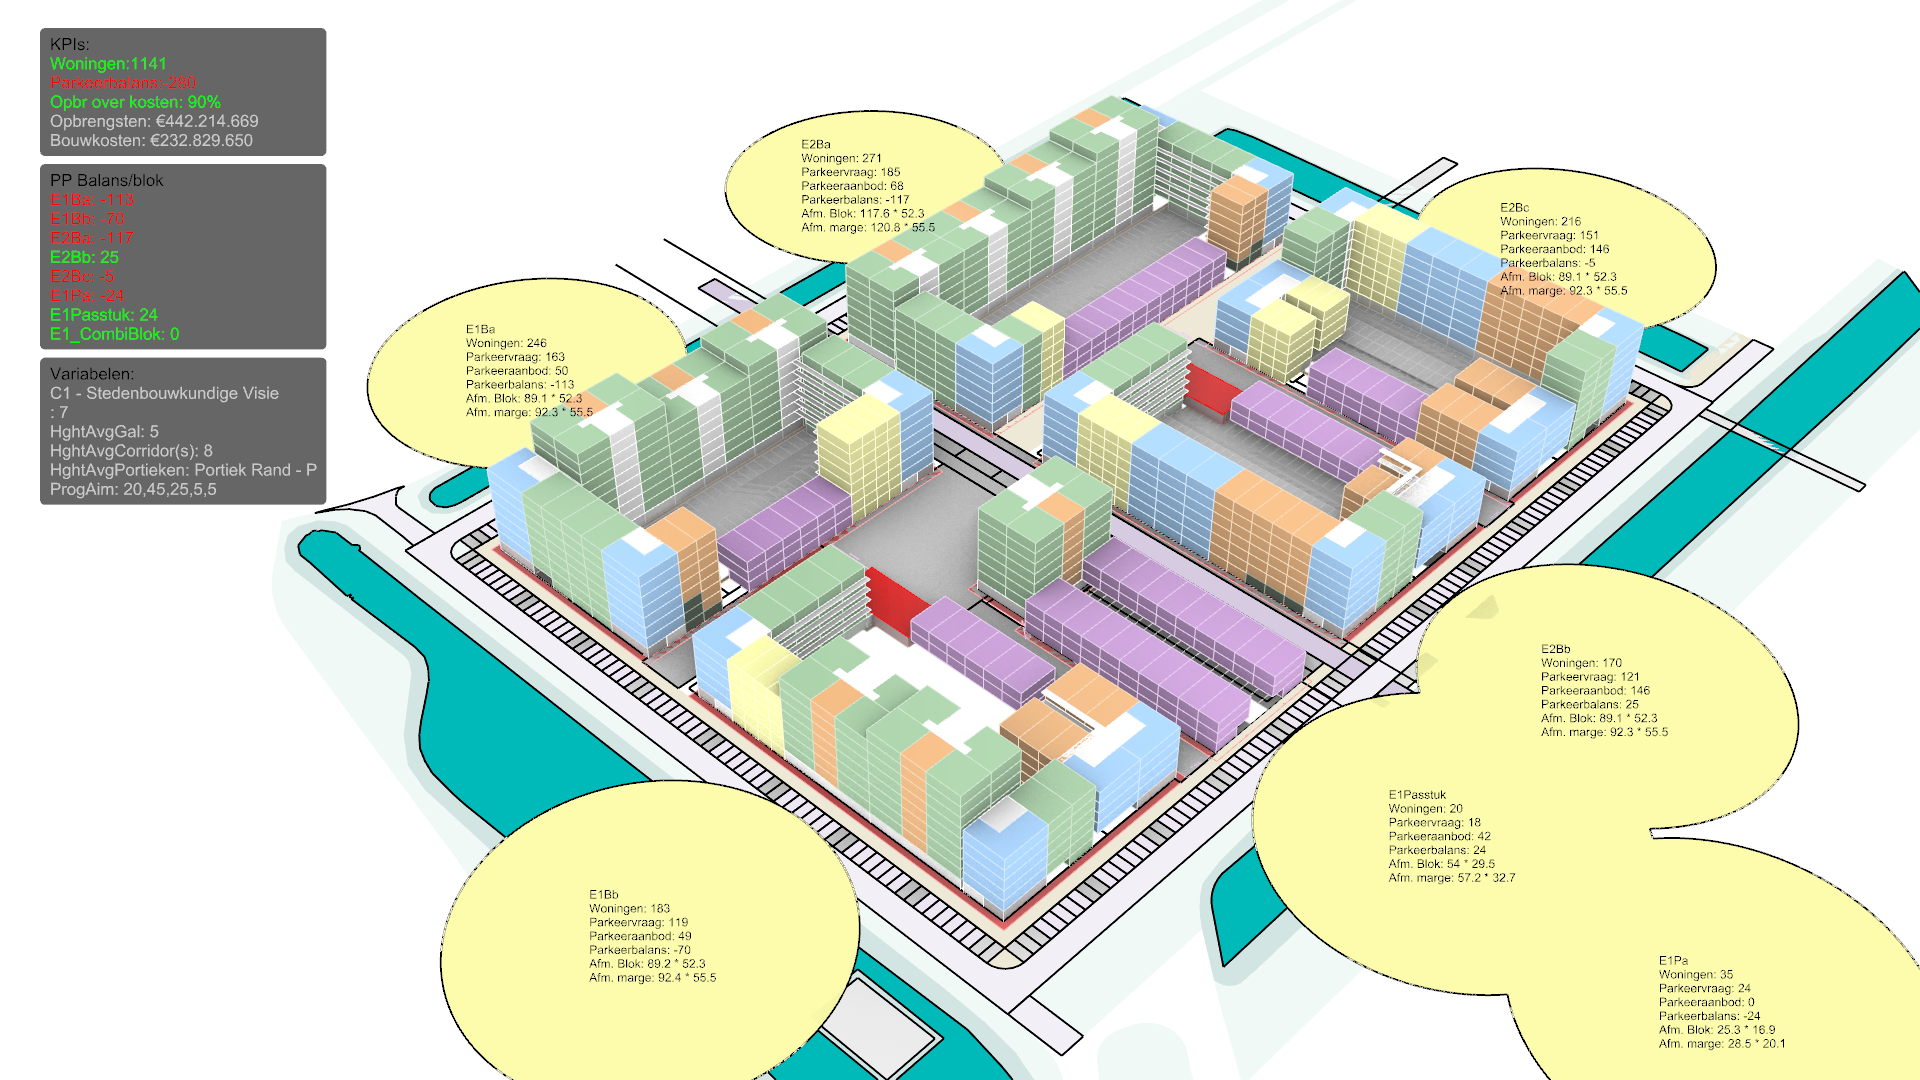 KPIs:
Woningen:1141
Parkeerbalans:-280
Opbr over kosten: 90%
Opbrengsten: €442.214.669
Bouwkosten: €232.829.650
PP Balans/blok
E1Ba: -113
E1Bb: -70
E2Ba: -117
E2Bb: 25
E2Bc: -5
E1Pa: -24
E1Passtuk: 24
E1_CombiBlok: 0
Variabelen:
C1 - Stedenbouwkundige Visie
: 7
HghtAvgGal: 5
HghtAvgCorridor(s): 8
HghtAvgPortieken: Portiek Rand - P
ProgAim: 20,45,25,5,5
E2Ba
Woningen: 271
Parkeervraag: 185
Parkeeraanbod: 68
Parkeerbalans: -117
Afm. Blok: 117.6 * 52.3
Afm. marge: 120.8 * 55.5
E2Bc
Woningen: 216
Parkeervraag: 151
Parkeeraanbod: 146
Parkeerbalans: -5
Afm. Blok: 89.1 * 52.3
Afm. marge: 92.3 * 55.5
E1Ba
Woningen: 246
Parkeervraag: 163
Parkeeraanbod: 50
Parkeerbalans: -113
Afm. Blok: 89.1 * 52.3
Afm. marge: 92.3 * 55.5
E2Bb
Woningen: 170
Parkeervraag: 121
Parkeeraanbod: 146
Parkeerbalans: 25
Afm. Blok: 89.1 * 52.3
Afm. marge: 92.3 * 55.5
E1Passtuk
Woningen: 20
Parkeervraag: 18
Parkeeraanbod: 42
Parkeerbalans: 24
Afm. Blok: 54 * 29.5
Afm. marge: 57.2 * 32.7
E1Bb
Woningen: 183
Parkeervraag: 119
Parkeeraanbod: 49
Parkeerbalans: -70
Afm. Blok: 89.2 * 52.3
Afm. marge: 92.4 * 55.5
E1Pa
Woningen: 35
Parkeervraag: 24
Parkeeraanbod: 0
Parkeerbalans: -24
Afm. Blok: 25.3 * 16.9
Afm. marge: 28.5 * 20.1